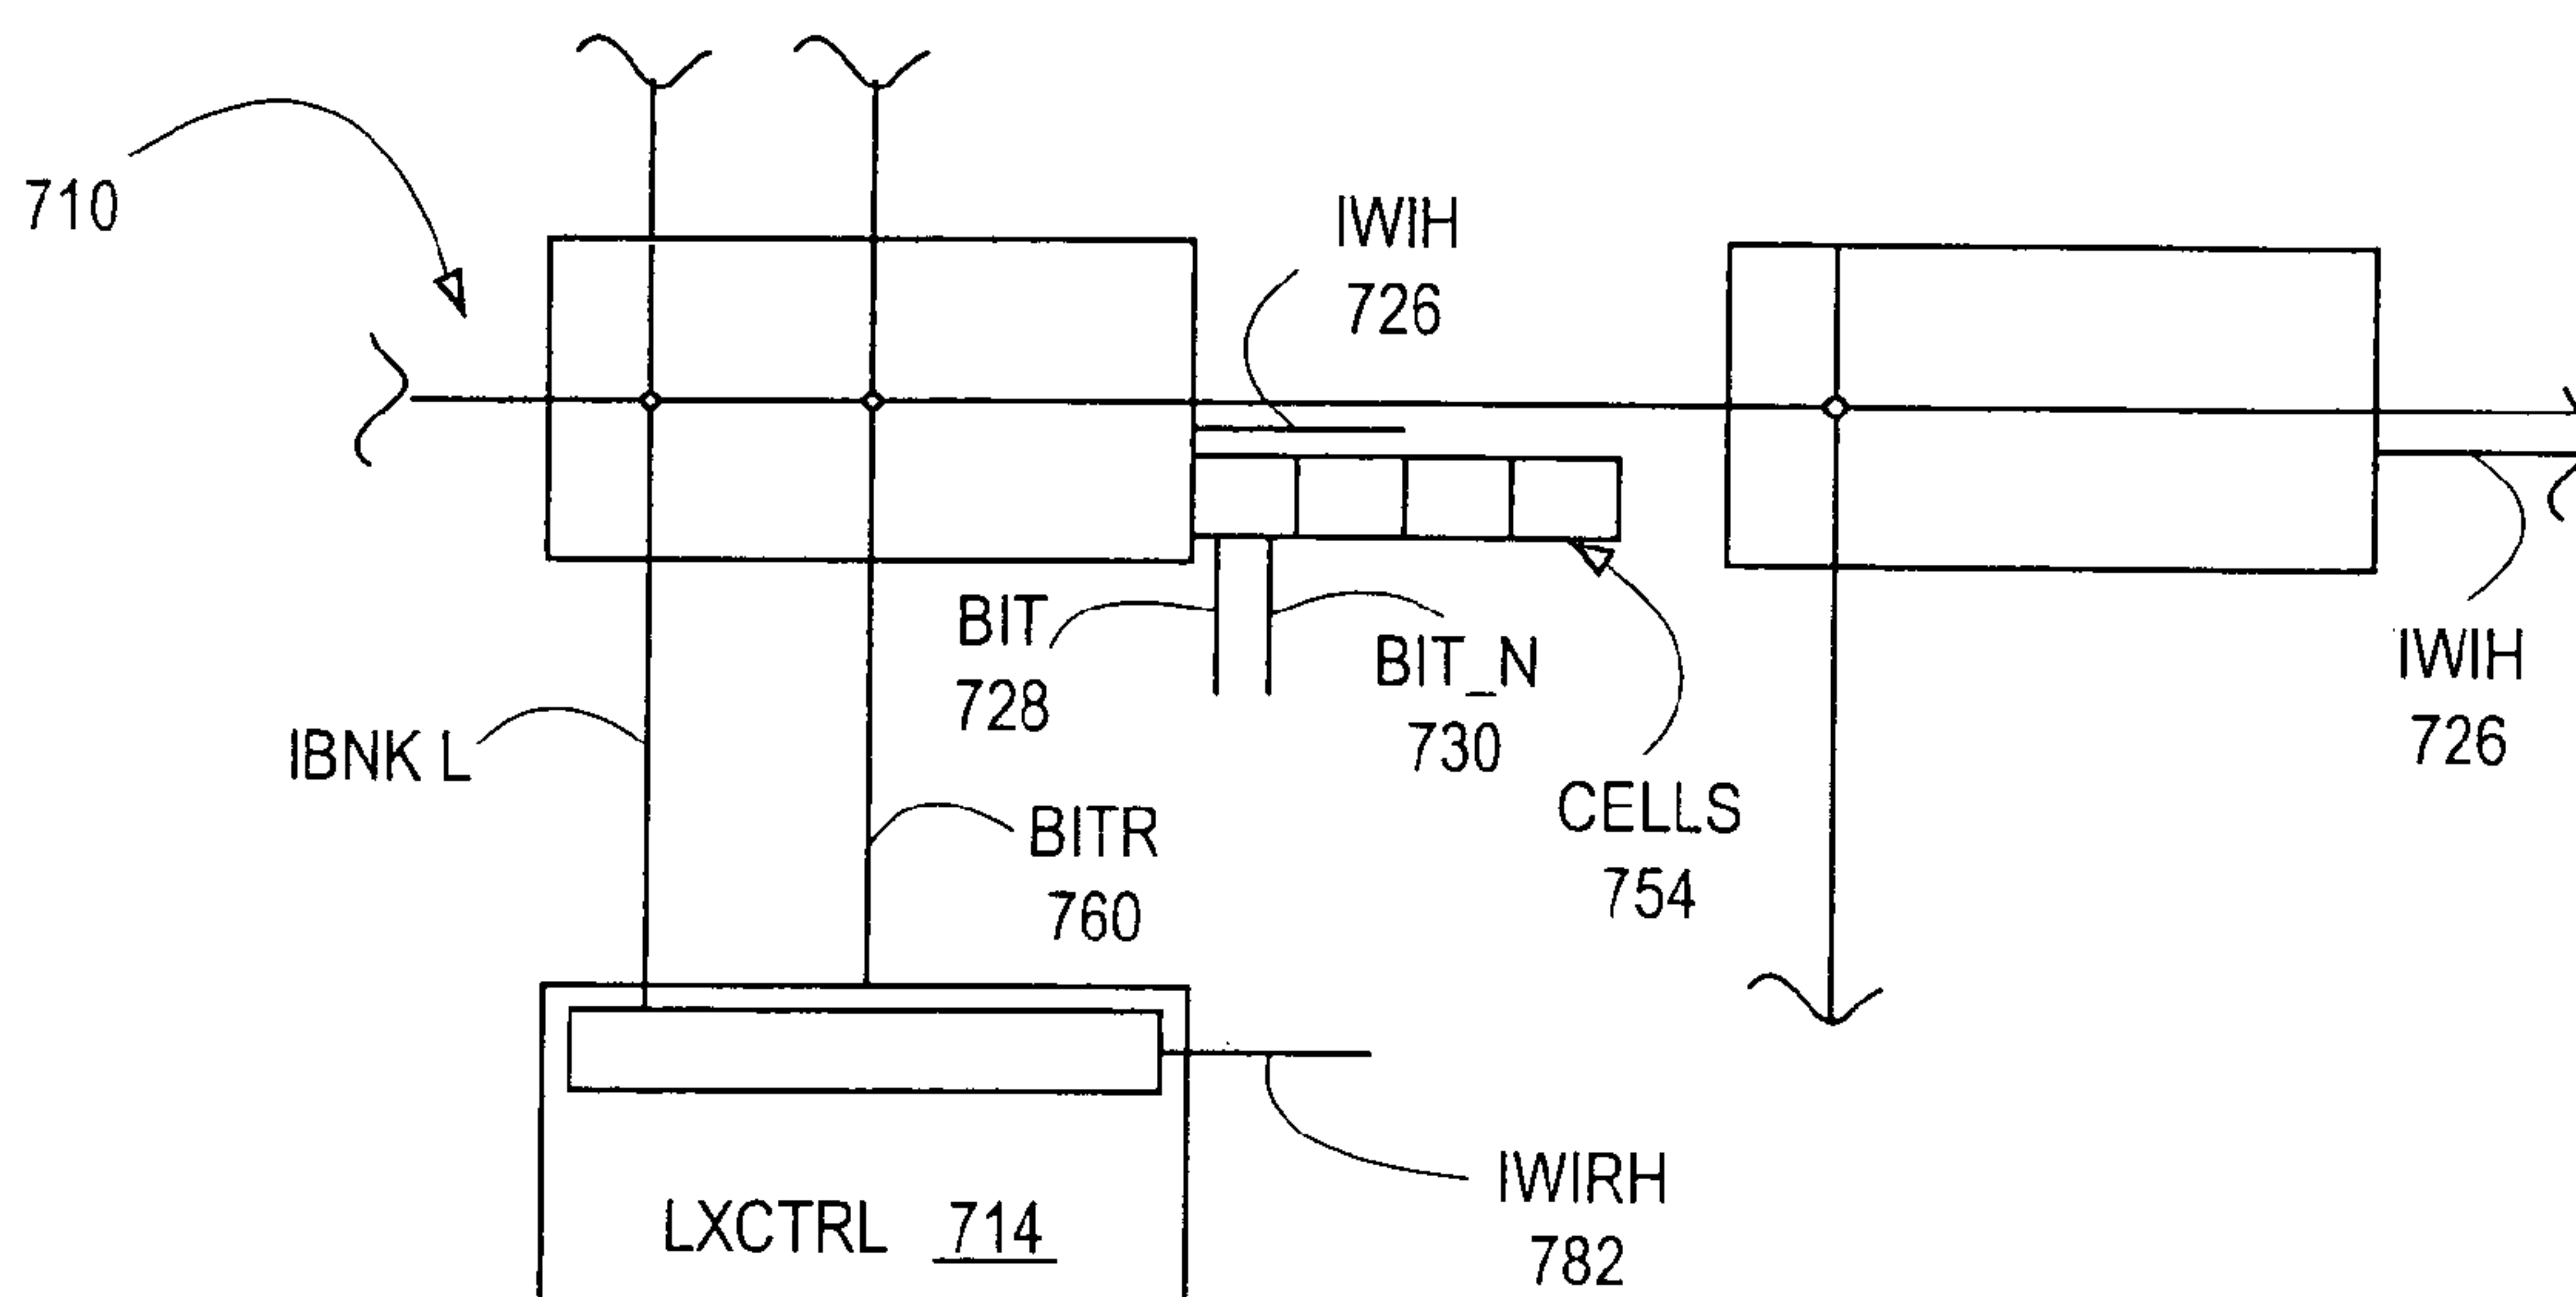 710
IWIH
726
BIT
728
BIT_N
730
IWIH
726
IBNK L
BITR
760
CELLS
754
LXCTRL 714
IWIRH
782